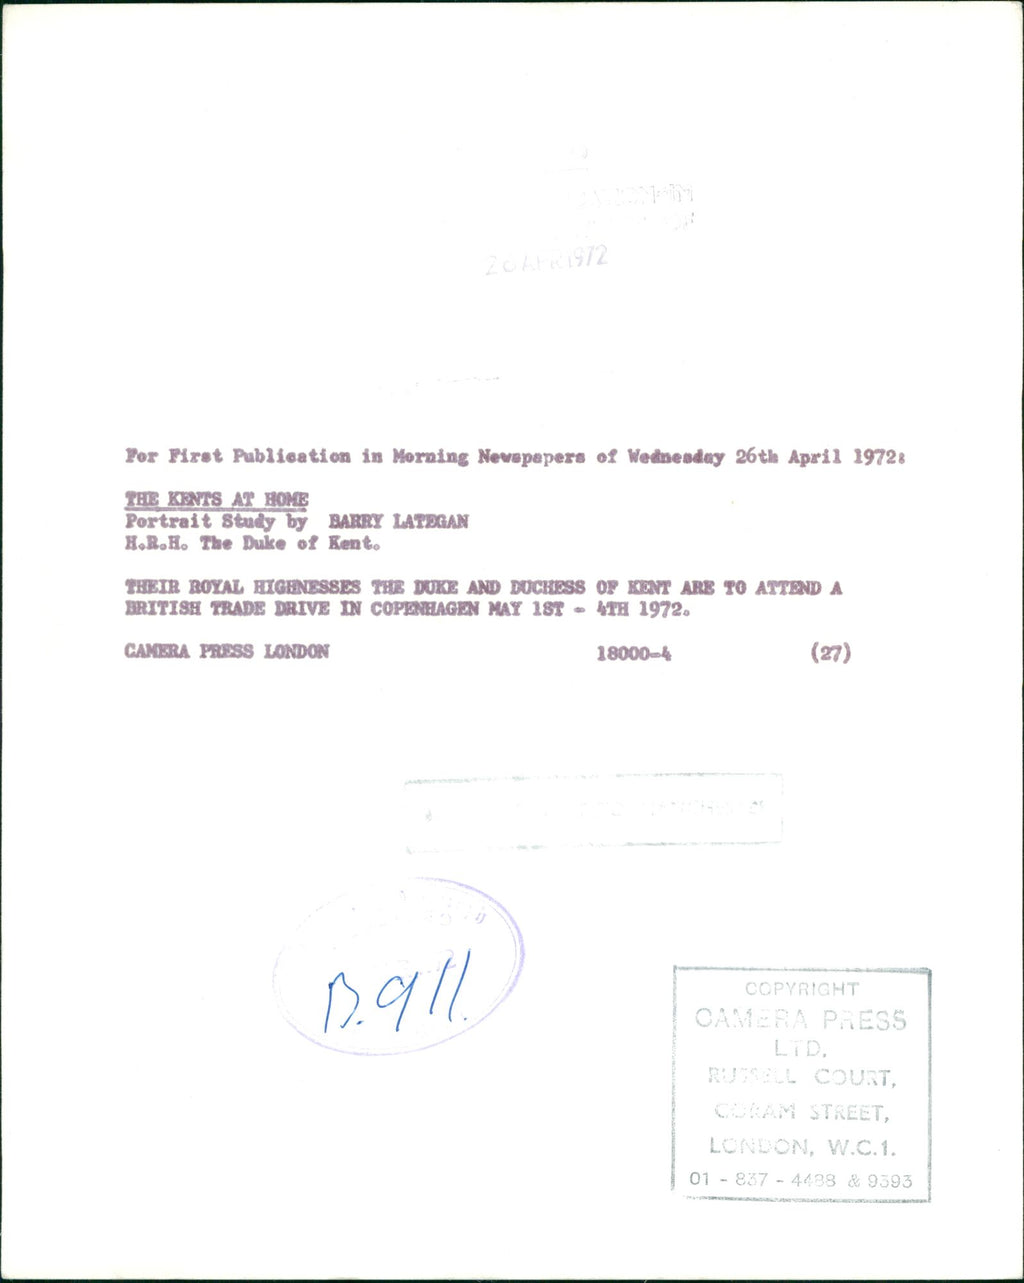 26 APR 1972
For First Publication in Morning Newspapers of Wednesday 26th April 1972:
THE KENTS AT HOME
Portrait Study by BARRY LATEGAN
H.R.H. The Duke of Kent.
THEIR ROYAL HIGHNESSES THE DUKE AND DUCHESS OF KENT ARE TO ATTEND A
BRITISH TRADE DRIVE IN COPENHAGEN MAY 1ST - 4TH 1972.
CAMERA PRESS LONDON 18000-4 (27)
B.911.
COPYRIGHT
CAMERA PRESS
LTD.
RUSSELL COURT,
CORAM STREET,
LONDON, W.C.1.
01 - 837 - 4488 & 9393